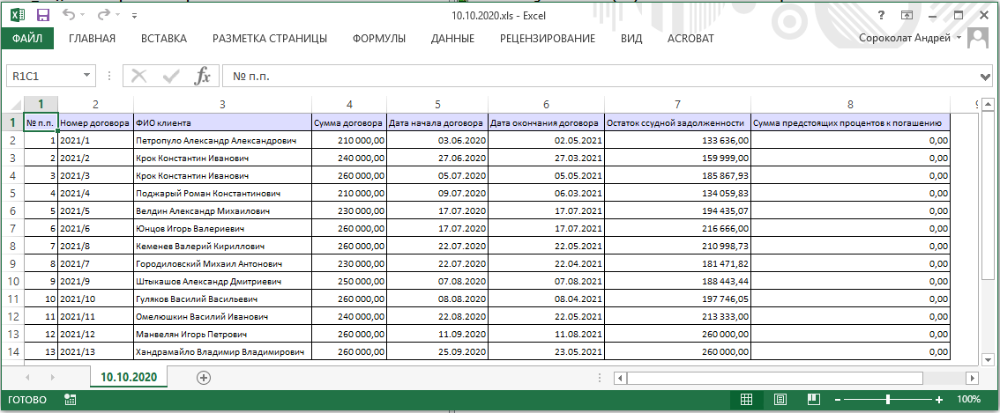 10.10.2020.xls - Excel
ФАЙЛ ГЛАВНАЯ ВСТАВКА РАЗМЕТКА СТРАНИЦЫ ФОРМУЛЫ ДАННЫЕ РЕЦЕНЗИРОВАНИЕ ВИД ACROBAT Сороколат Андрей
R1C1 fx № п.п.
1 2 3 4 5 6 7 8
1 № п.п. Номер договора ФИО клиента Сумма договора Дата начала договора Дата окончания договора Остаток ссудной задолженности Сумма предстоящих процентов к погашению
2 1 2021/1 Петропуло Александр Александрович 210 000,00 03.06.2020 02.05.2021 133 636,00 0,00
3 2 2021/2 Крок Константин Иванович 240 000,00 27.06.2020 27.03.2021 159 999,00 0,00
4 3 2021/3 Крок Константин Иванович 260 000,00 05.07.2020 05.05.2021 185 867,93 0,00
5 4 2021/4 Поджарый Роман Константинович 210 000,00 09.07.2020 06.03.2021 134 059,83 0,00
6 5 2021/5 Велдин Александр Михаилович 230 000,00 17.07.2020 17.07.2021 194 435,07 0,00
7 6 2021/6 Юнцов Игорь Валериевич 260 000,00 17.07.2020 17.07.2021 216 666,00 0,00
8 7 2021/8 Кеменев Валерий Кириллович 260 000,00 22.07.2020 22.05.2021 210 998,73 0,00
9 8 2021/7 Городиловский Михаил Антонович 230 000,00 22.07.2020 22.04.2021 181 471,82 0,00
10 9 2021/9 Штыкашов Александр Дмитриевич 250 000,00 07.08.2020 07.08.2021 188 443,44 0,00
11 10 2021/10 Гуляков Василий Васильевич 260 000,00 08.08.2020 08.04.2021 197 746,05 0,00
12 11 2021/11 Омелюшкин Василий Иванович 240 000,00 22.08.2020 22.05.2021 213 333,00 0,00
13 12 2021/12 Манвелян Игорь Петрович 260 000,00 11.09.2020 11.08.2021 260 000,00 0,00
14 13 2021/13 Хандрамайло Владимир Владимирович 260 000,00 25.09.2020 23.05.2021 260 000,00 0,00
10.10.2020
ГОТОВО 100%